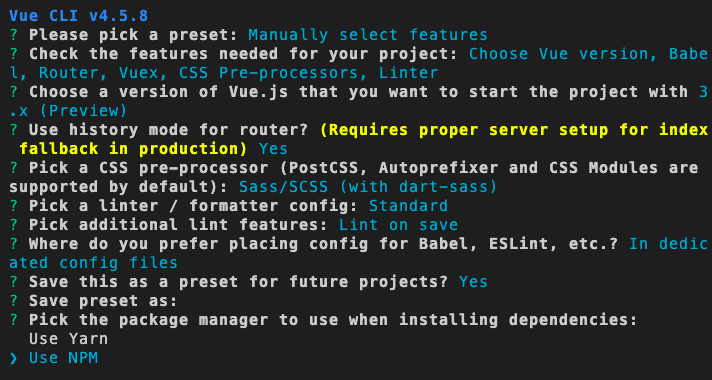 Vue CLI v4.5.8
? Please pick a preset: Manually select features
? Check the features needed for your project: Choose Vue version, Babe
l, Router, Vuex, CSS Pre-processors, Linter
? Choose a version of Vue.js that you want to start the project with 3
.x (Preview)
? Use history mode for router? (Requires proper server setup for index
 fallback in production) Yes
? Pick a CSS pre-processor (PostCSS, Autoprefixer and CSS Modules are
supported by default): Sass/SCSS (with dart-sass)
? Pick a linter / formatter config: Standard
? Pick additional lint features: Lint on save
? Where do you prefer placing config for Babel, ESLint, etc.? In dedic
ated config files
? Save this as a preset for future projects? Yes
? Save preset as:
? Pick the package manager to use when installing dependencies:
  Use Yarn
❯ Use NPM